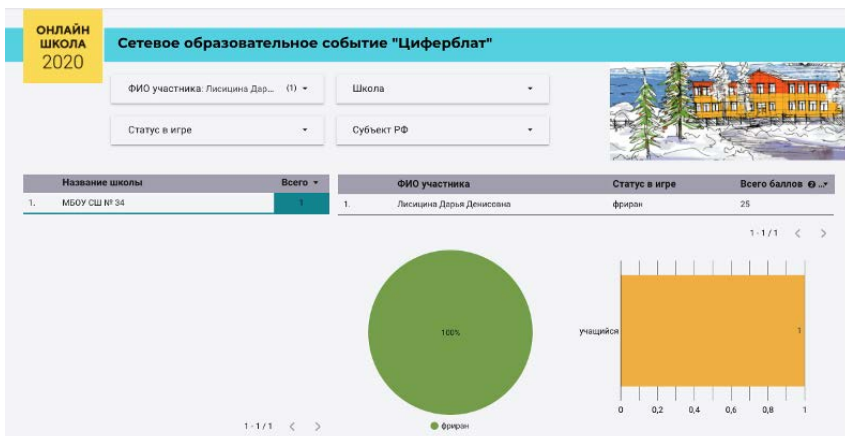 ОНЛАЙН
ШКОЛА
2020
Сетевое образовательное событие "Циферблат"
ФИО участника: Лисицина Дар... (1)
Школа
Статус в игре
Субъект РФ
Название школы Всего
1. МБОУ СШ № 34 1
ФИО участника Статус в игре Всего баллов
1. Лисицина Дарья Денисовна фриран 25
1-1/1 < >
100%
фриран
учащийся
1
0 0,2 0,4 0,6 0,8 1
1-1/1 < >